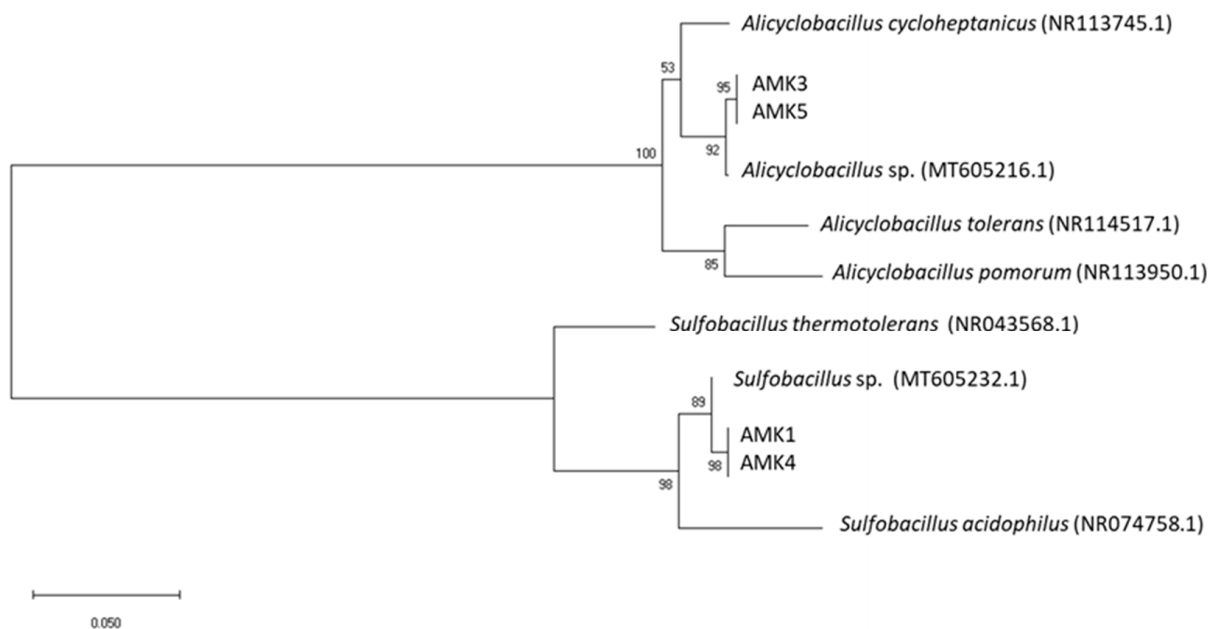 Alicyclobacillus cycloheptanicus (NR113745.1)
53
95
AMK3
AMK5
100
92
Alicyclobacillus sp. (MT605216.1)
Alicyclobacillus tolerans (NR114517.1)
85
Alicyclobacillus pomorum (NR113950.1)
Sulfobacillus thermotolerans (NR043568.1)
Sulfobacillus sp. (MT605232.1)
89
AMK1
98
AMK4
98
Sulfobacillus acidophilus (NR074758.1)
0.050